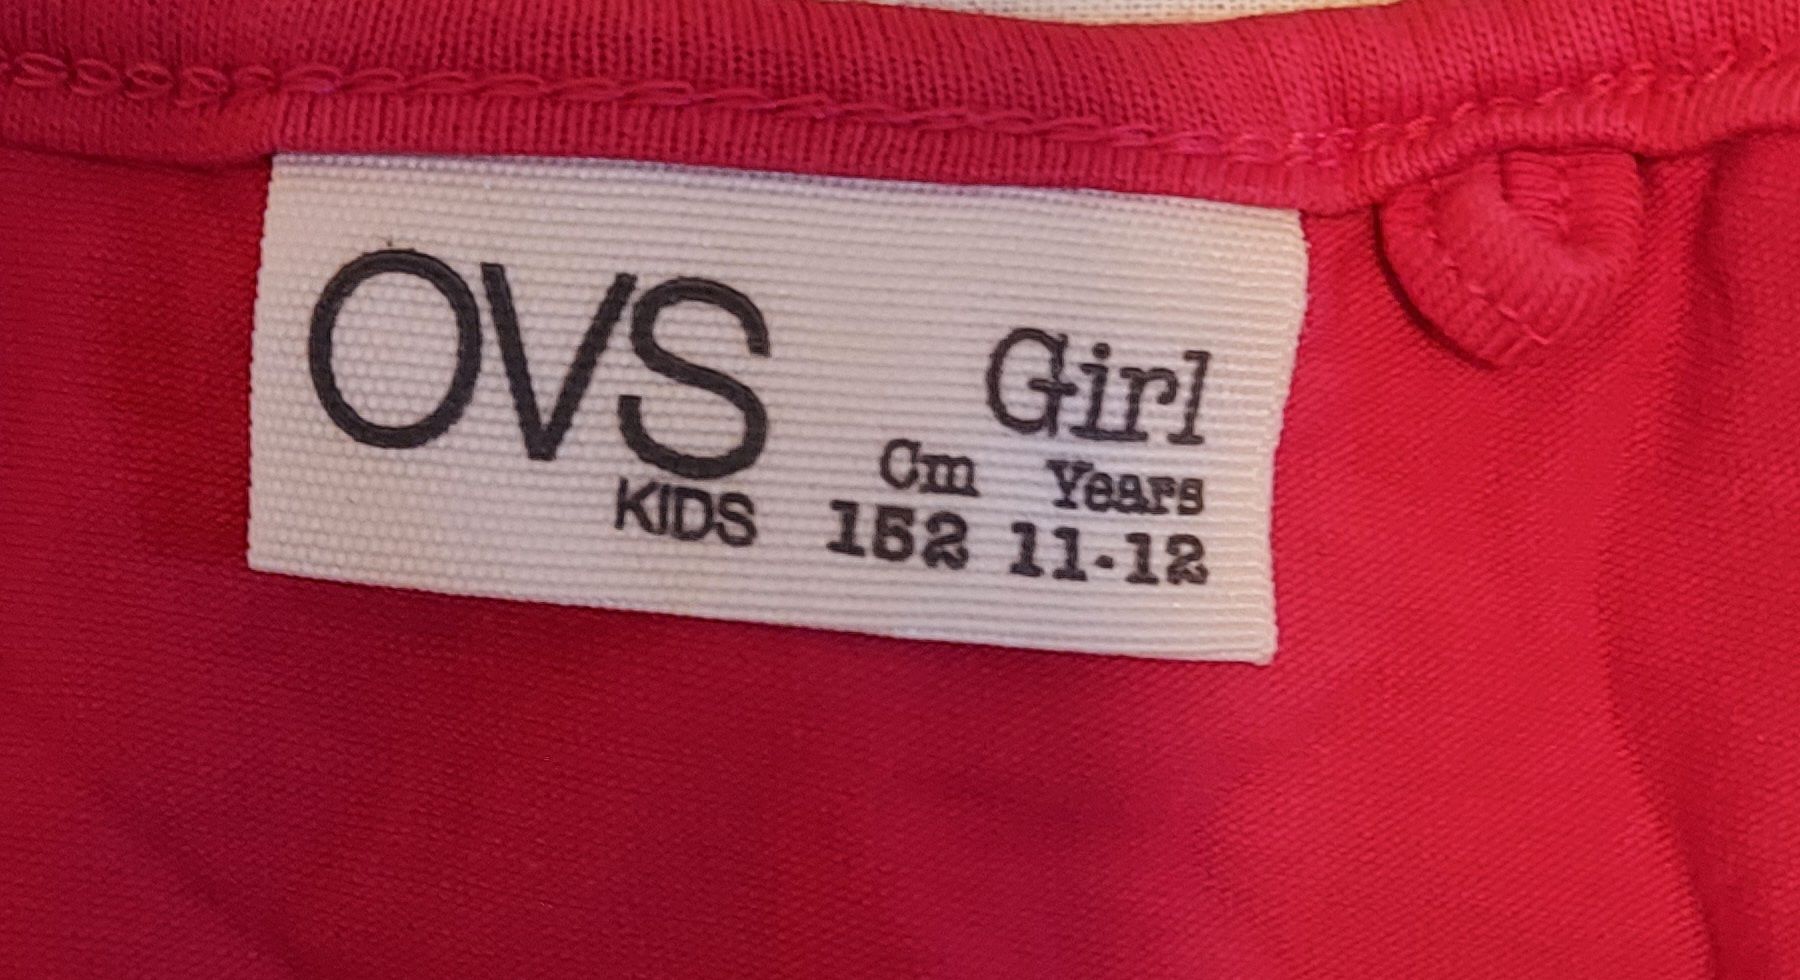 OVS
KIDS
Girl
Cm Years
152 11-12